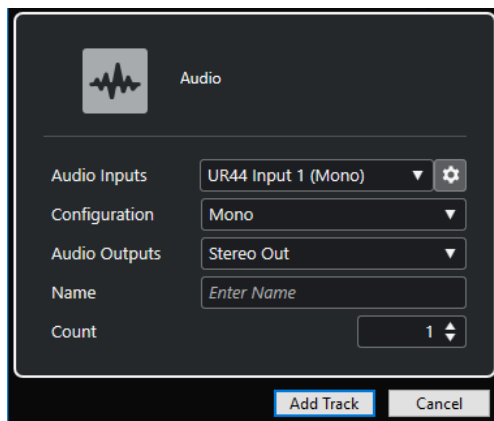 Audio
Audio Inputs UR44 Input 1 (Mono)
Configuration Mono
Audio Outputs Stereo Out
Name Enter Name
Count 1
Add Track Cancel